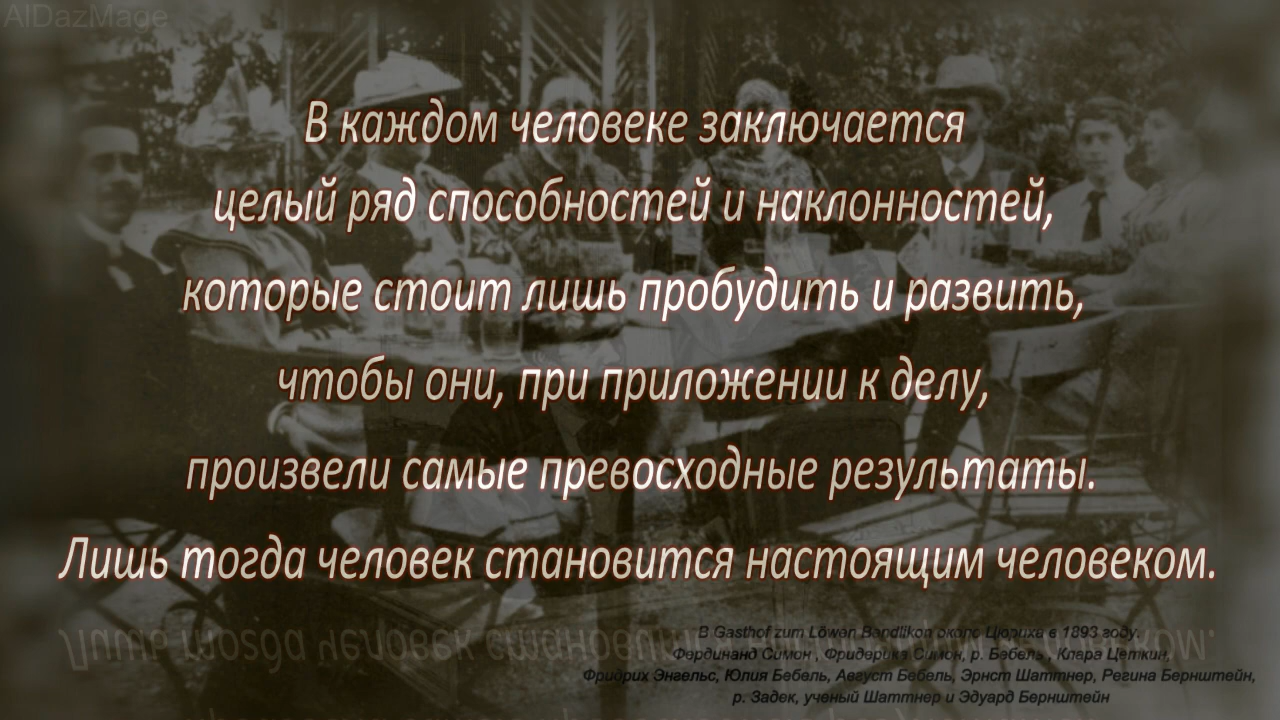 AlDazMage
В каждом человеке заключается
целый ряд способностей и наклонностей,
которые стоит лишь пробудить и развить,
чтобы они, при приложении к делу,
произвели самые превосходные результаты.
Лишь тогда человек становится настоящим человеком.
В Gasthof zum Löwen Bendlikon около Цюриха в 1893 году.
Фердинанд Симон , Фридерика Симон, р. Бебель , Клара Цеткин,
Фридрих Энгельс, Юлия Бебель, Август Бебель, Эрнст Шаттнер, Регина Бернштейн,
р. Задек, ученый Шаттнер и Эдуард Бернштейн